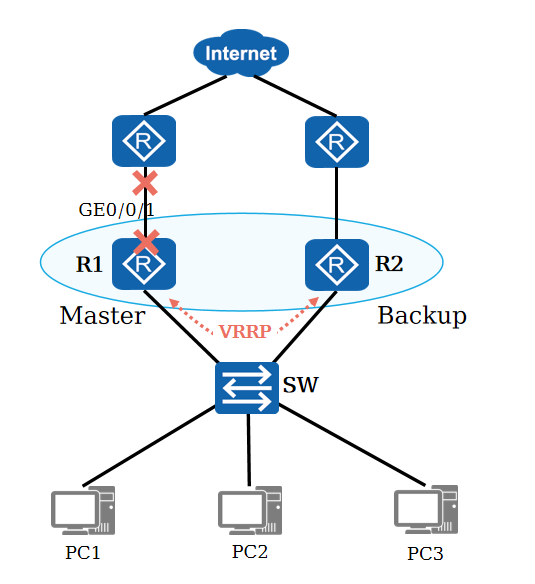 Internet
R
R
GE0/0/1
R1
R
R
R2
Master
VRRP
Backup
SW
PC1
PC2
PC3